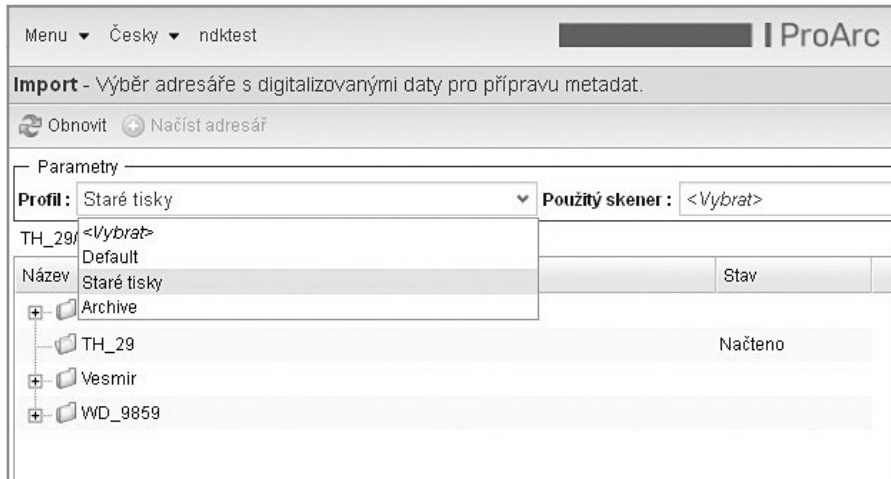 Menu Česky ndktest ProArc
Import - Výběr adresáře s digitalizovanými daty pro přípravu metadat.
Obnovit Načíst adresář
Parametry
Profil: Staré tisky Použitý skener: <Vybrat>
<Vybrat>
Default
Staré tisky
Archive
TH_29/
Název Stav
TH_29 Načteno
Vesmir
WD_9859